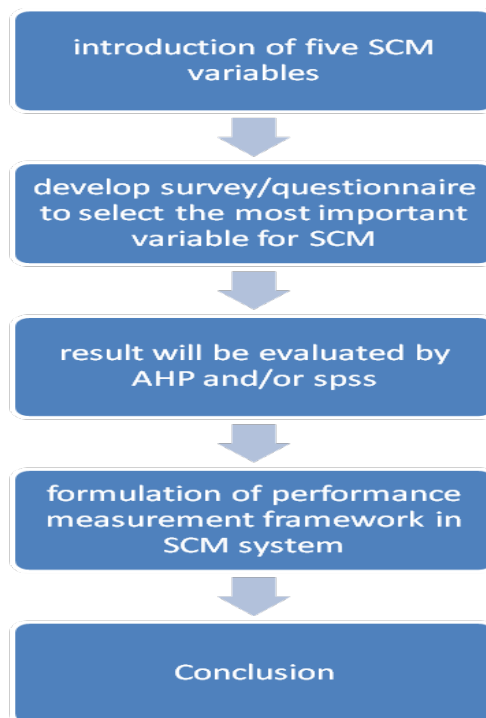 introduction of five SCM
variables
develop survey/questionnaire
to select the most important
variable for SCM
result will be evaluated by
AHP and/or spss
formulation of performance
measurement framework in
SCM system
Conclusion